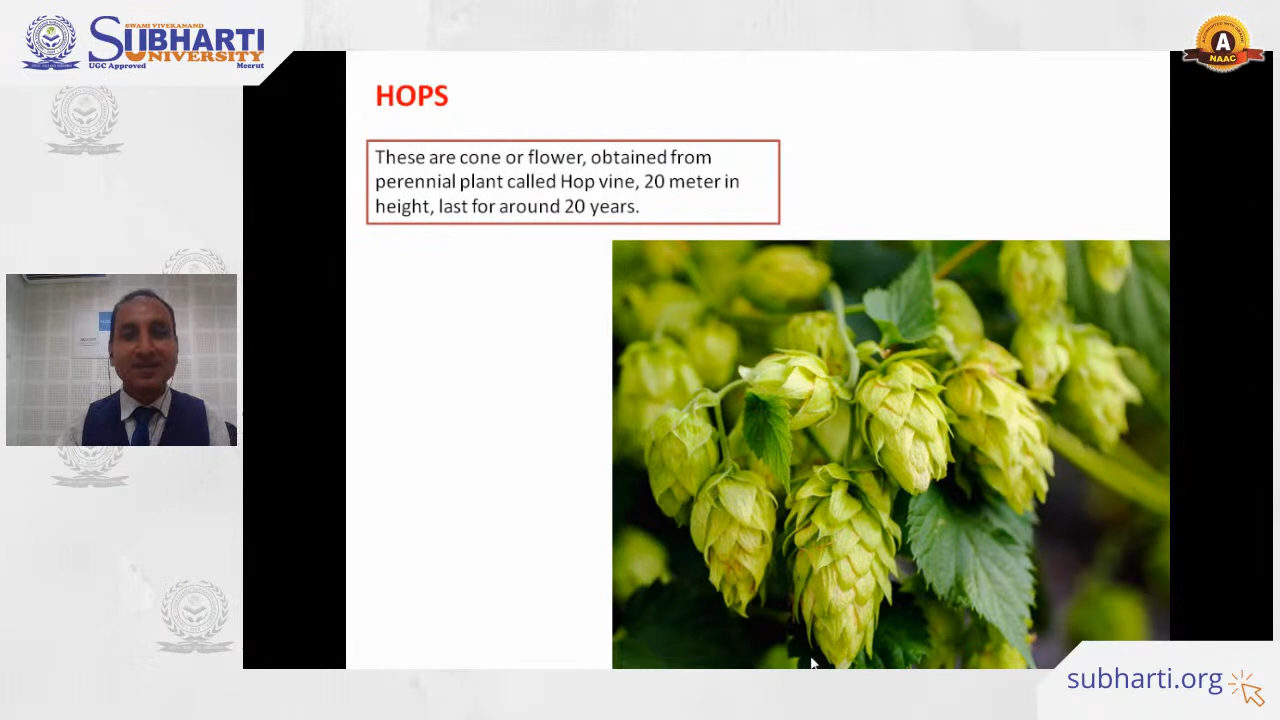 SWAMI VIVEKANAND
SUBHARTI
UNIVERSITY
UGC Approved Meerut
A
NAAC
HOPS
These are cone or flower, obtained from
perennial plant called Hop vine, 20 meter in
height, last for around 20 years.
subharti.org